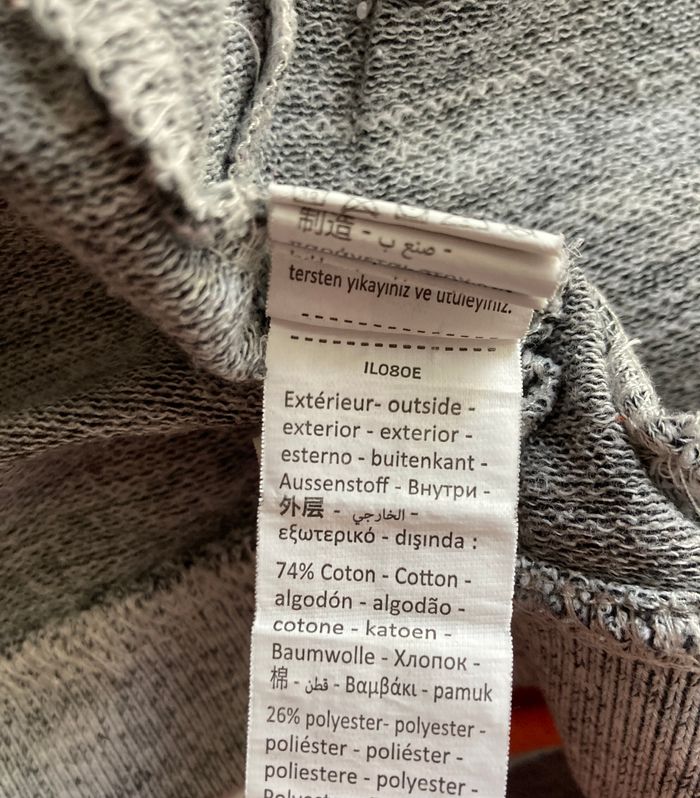 制造 - صنع ب -
tersten yıkayınız ve ütüleyiniz.
IL080E
Extérieur- outside -
exterior - exterior -
esterno - buitenkant -
Aussenstoff - Внутри -
外层 - الخارجي -
εξωτερικό - dışında :
74% Coton - Cotton -
algodón - algodão -
cotone - katoen -
Baumwolle - Хлопок -
棉 - قطن - Βαμβάκι - pamuk
26% polyester- polyester -
poliéster - poliéster -
poliestere - polyester -